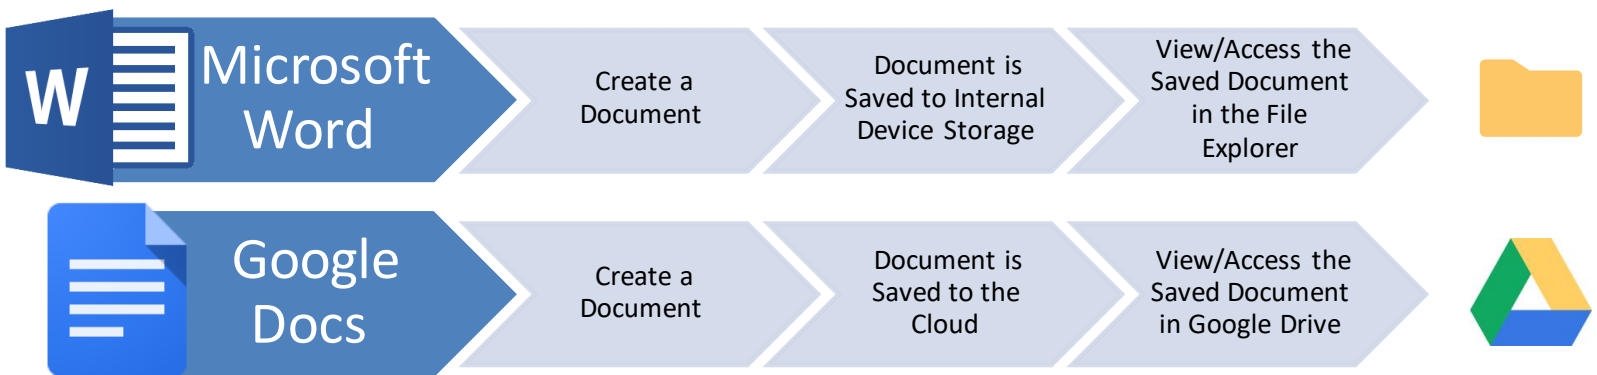 W
Microsoft
Word
Create a
Document
Document is
Saved to Internal
Device Storage
View/Access the
Saved Document
in the File
Explorer
Google
Docs
Create a
Document
Document is
Saved to the
Cloud
View/Access the
Saved Document
in Google Drive